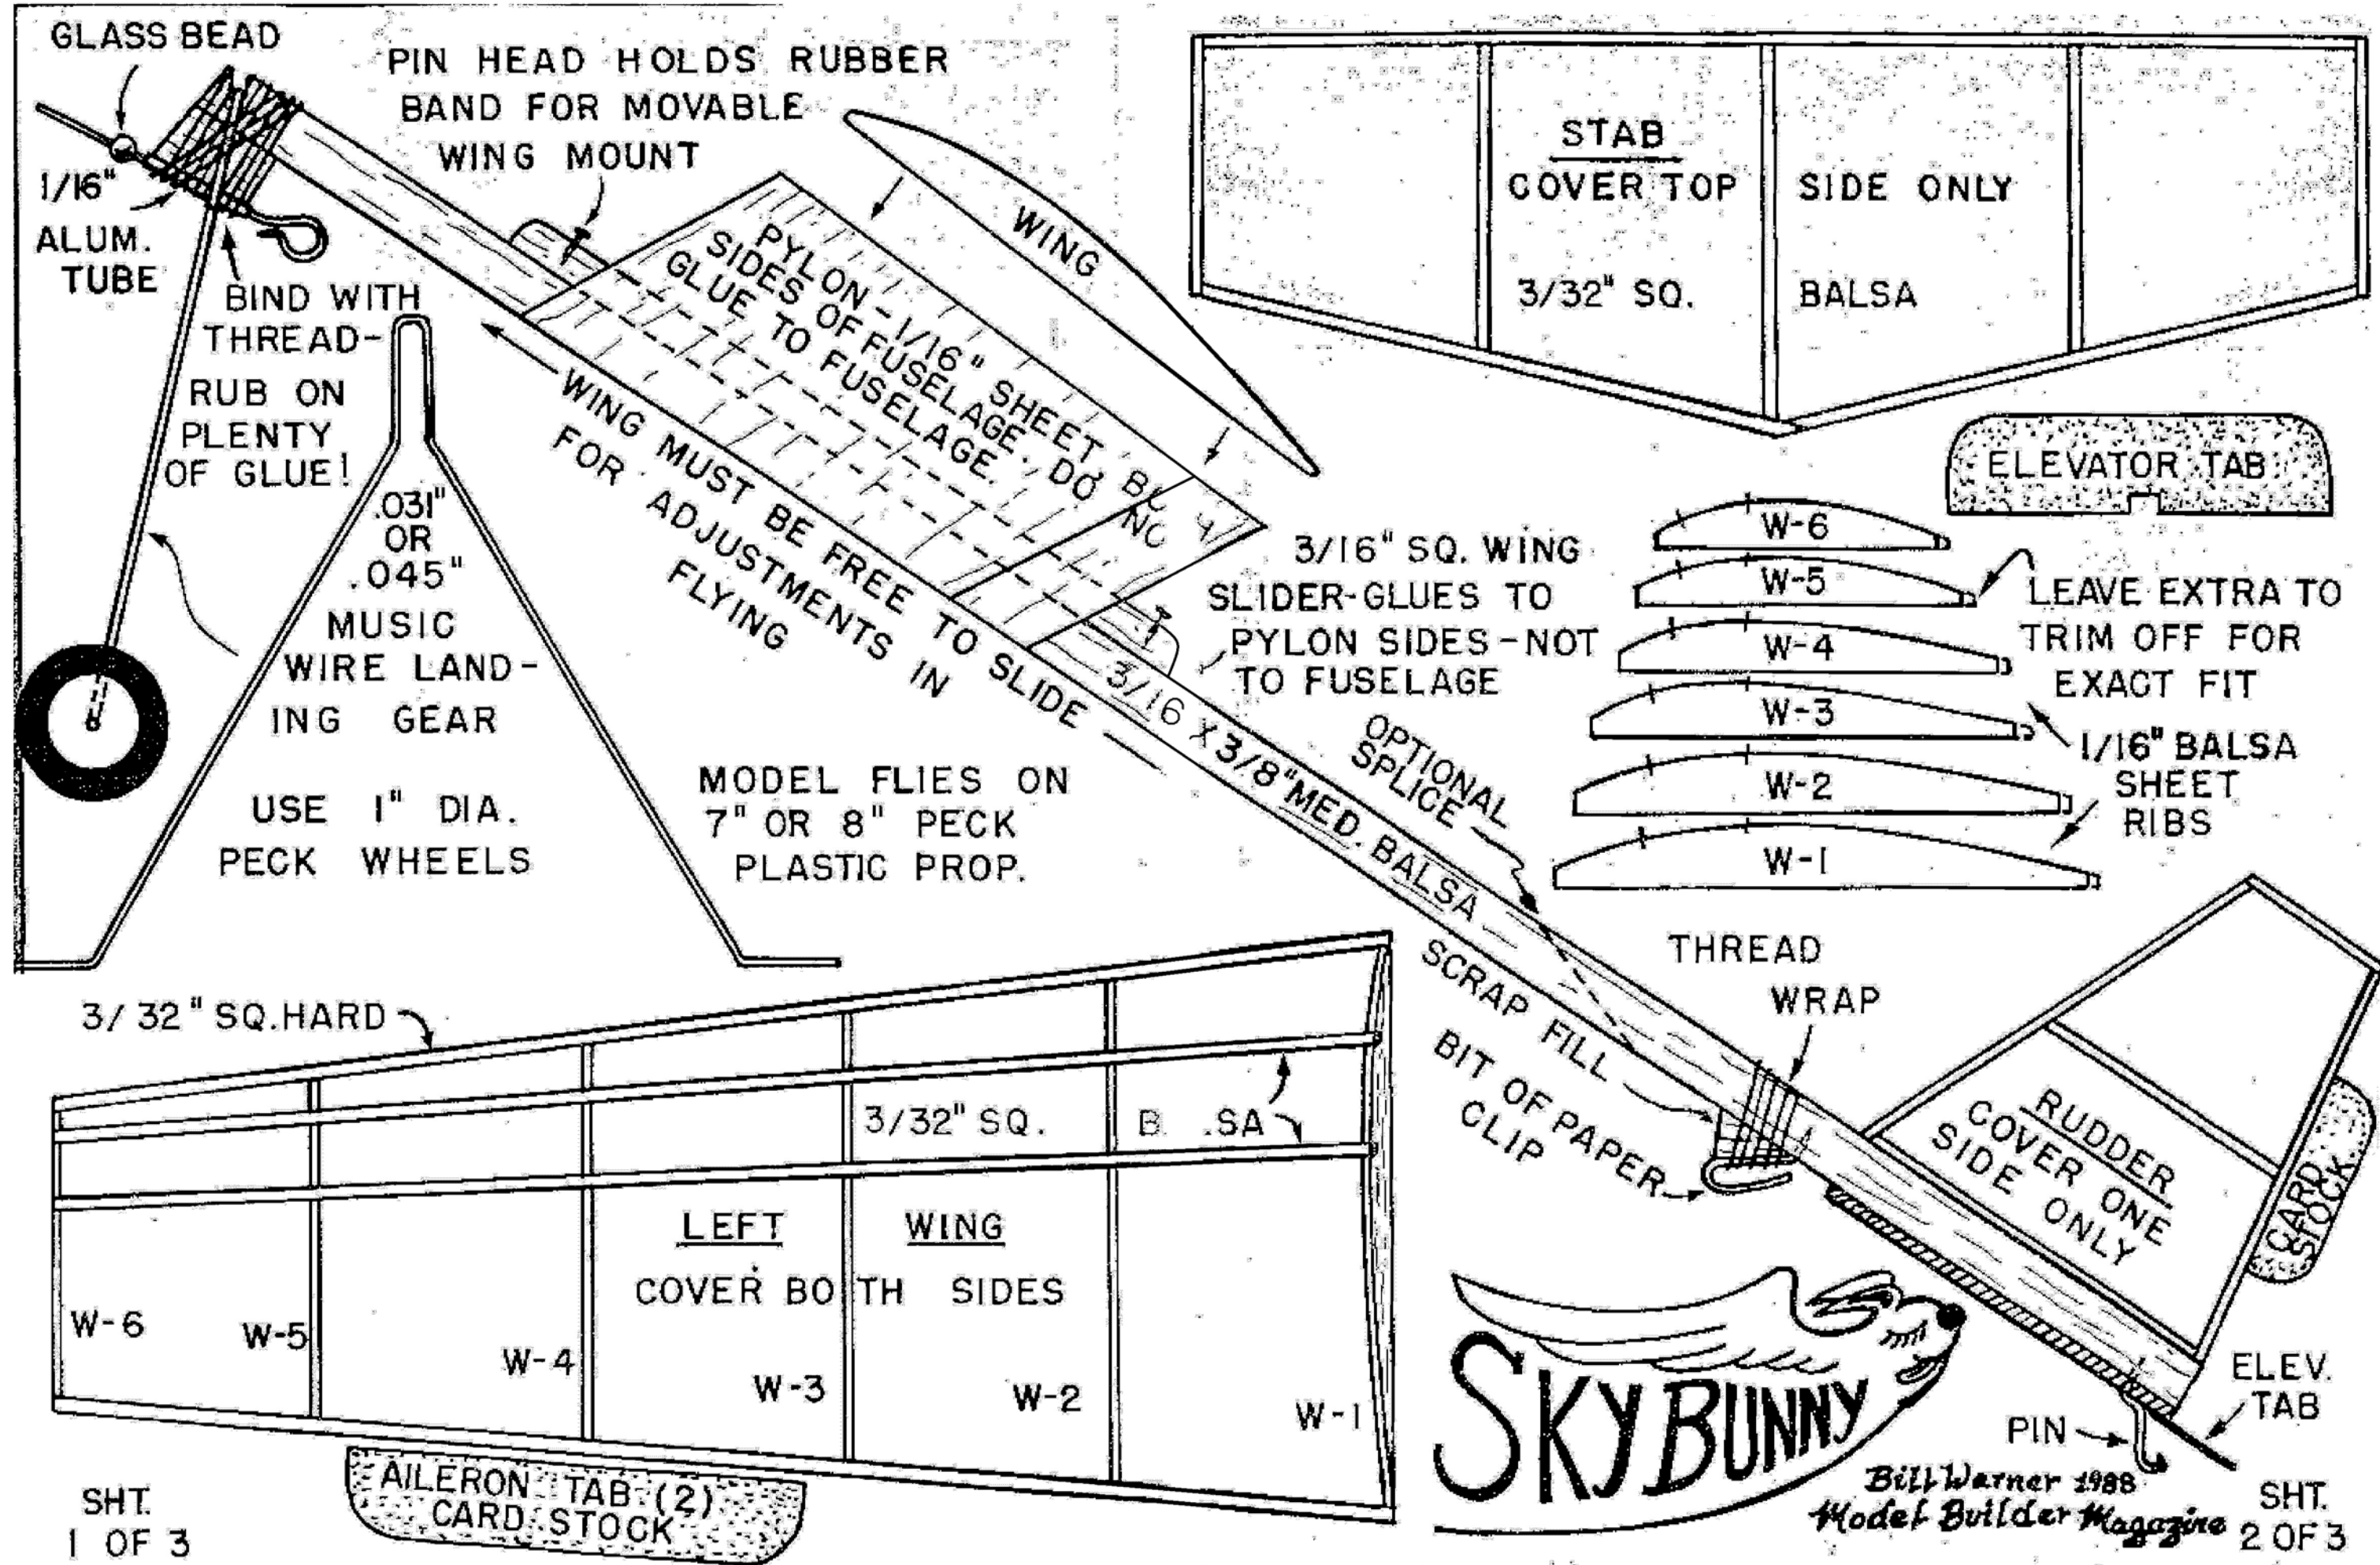 GLASS BEAD
PIN HEAD HOLDS RUBBER
BAND FOR MOVABLE
WING MOUNT
1/16"
ALUM.
TUBE
BIND WITH
THREAD-
RUB ON
PLENTY
OF GLUE!
.031"
OR
.045"
MUSIC
WIRE LAND-
ING GEAR
USE 1" DIA.
PECK WHEELS
WING
PYLON-1/16" SHEET
SIDES OF FUSELAGE. DO
GLUE TO FUSELAGE.
WING MUST BE FREE TO SLIDE
FOR ADJUSTMENTS IN
FLYING
3/16" SQ. WING
SLIDER-GLUES TO
PYLON SIDES-NOT
TO FUSELAGE
MODEL FLIES ON
7" OR 8" PECK
PLASTIC PROP.
3/16 X 3/8" MED. BALSA
OPTIONAL
SPLICE
STAB
COVER TOP SIDE ONLY
3/32" SQ. BALSA
ELEVATOR TAB
W-6
W-5
W-4
W-3
W-2
W-1
LEAVE EXTRA TO
TRIM OFF FOR
EXACT FIT
1/16" BALSA
SHEET
RIBS
THREAD
WRAP
SCRAP FILL
BIT OF PAPER
CLIP
RUDDER
COVER ONE
SIDE ONLY
CARD
STOCK
ELEV.
TAB
PIN
3/32" SQ. HARD
3/32" SQ.
LEFT WING
COVER BOTH SIDES
W-6
W-5
W-4
W-3
W-2
W-1
AILERON TAB (2)
CARD STOCK
SHT.
1 OF 3
SKY BUNNY
Bill Warner 1988
Model Builder Magazine
SHT.
2 OF 3